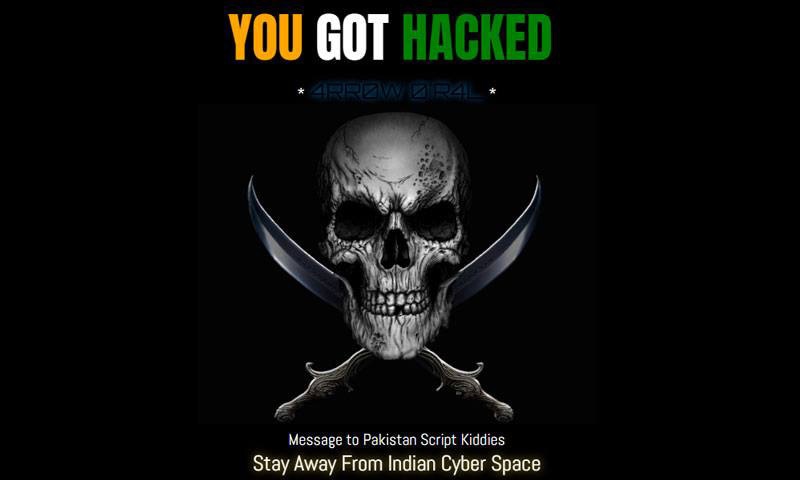 YOU GOT HACKED
* *
Message to Pakistan Script Kiddies
Stay Away From Indian Cyber Space